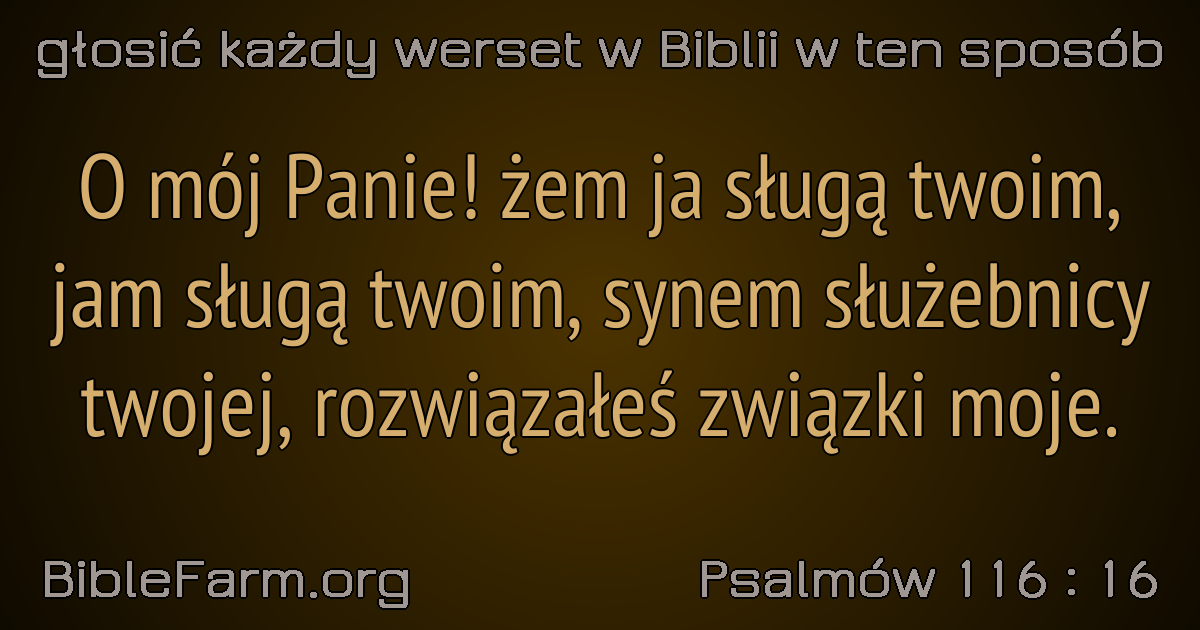 głosić każdy werset w Biblii w ten sposób
O mój Panie! żem ja sługą twoim,
jam sługą twoim, synem służebnicy
twojej, rozwiązałeś związki moje.
BibleFarm.org
Psalmów 116 : 16